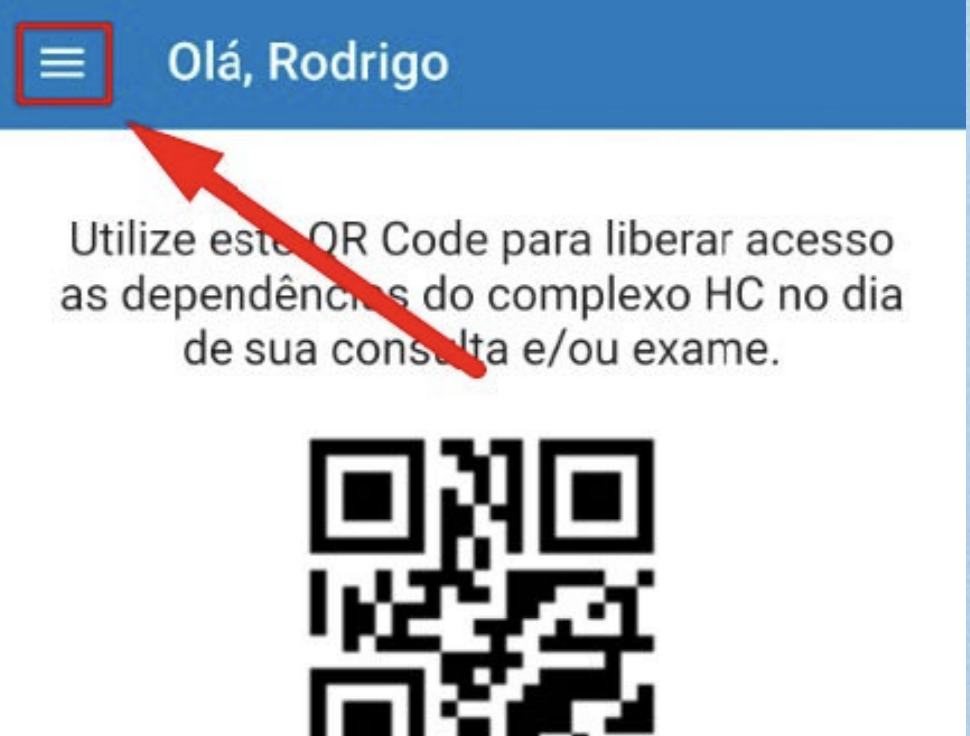 Olá, Rodrigo
Utilize este QR Code para liberar acesso
as dependências do complexo HC no dia
de sua consulta e/ou exame.